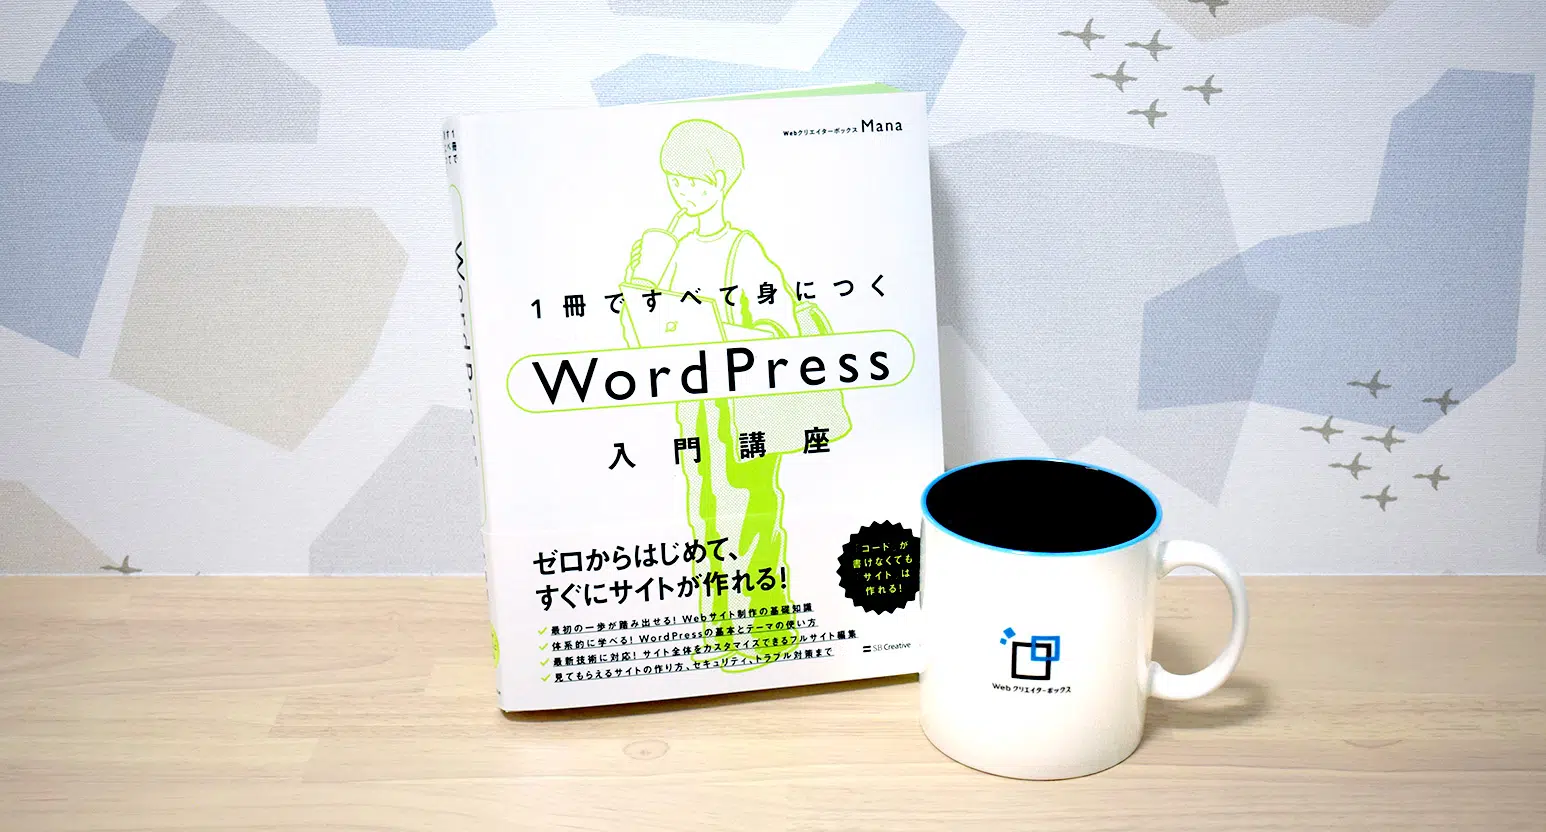 Webクリエイターボックス Mana
1冊ですべて身につく
WordPress
入門講座
ゼロからはじめて、
すぐにサイトが作れる!
最初の一歩が踏み出せる! Webサイト制作の基礎知識
体系的に学べる! WordPressの基本とテーマの使い方
最新技術に対応! サイト全体をカスタマイズできるフルサイト編集
見てもらえるサイトの作り方、セキュリティ、トラブル対策まで
「コード」が
書けなくても
「サイト」は
作れる!
SB Creative
WordPress
Web クリエイターボックス